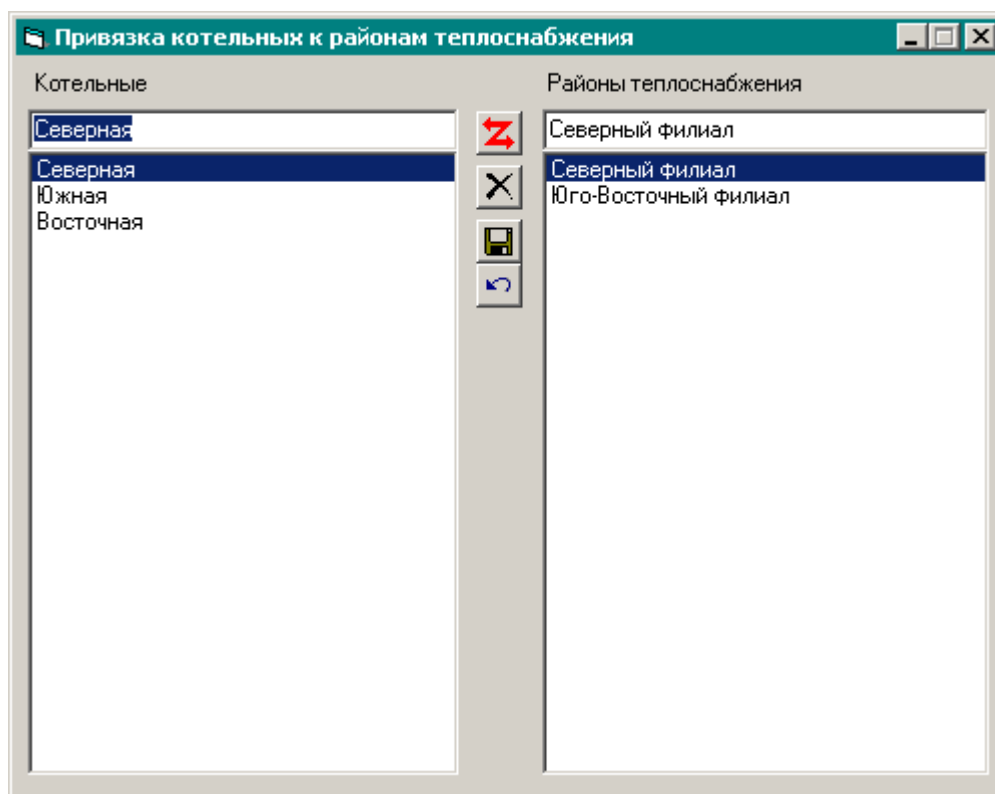 Привязка котельных к районам теплоснабжения
Котельные
Районы теплоснабжения
Северная
Северный филиал
Северная
Южная
Восточная
Северный филиал
Юго-Восточный филиал